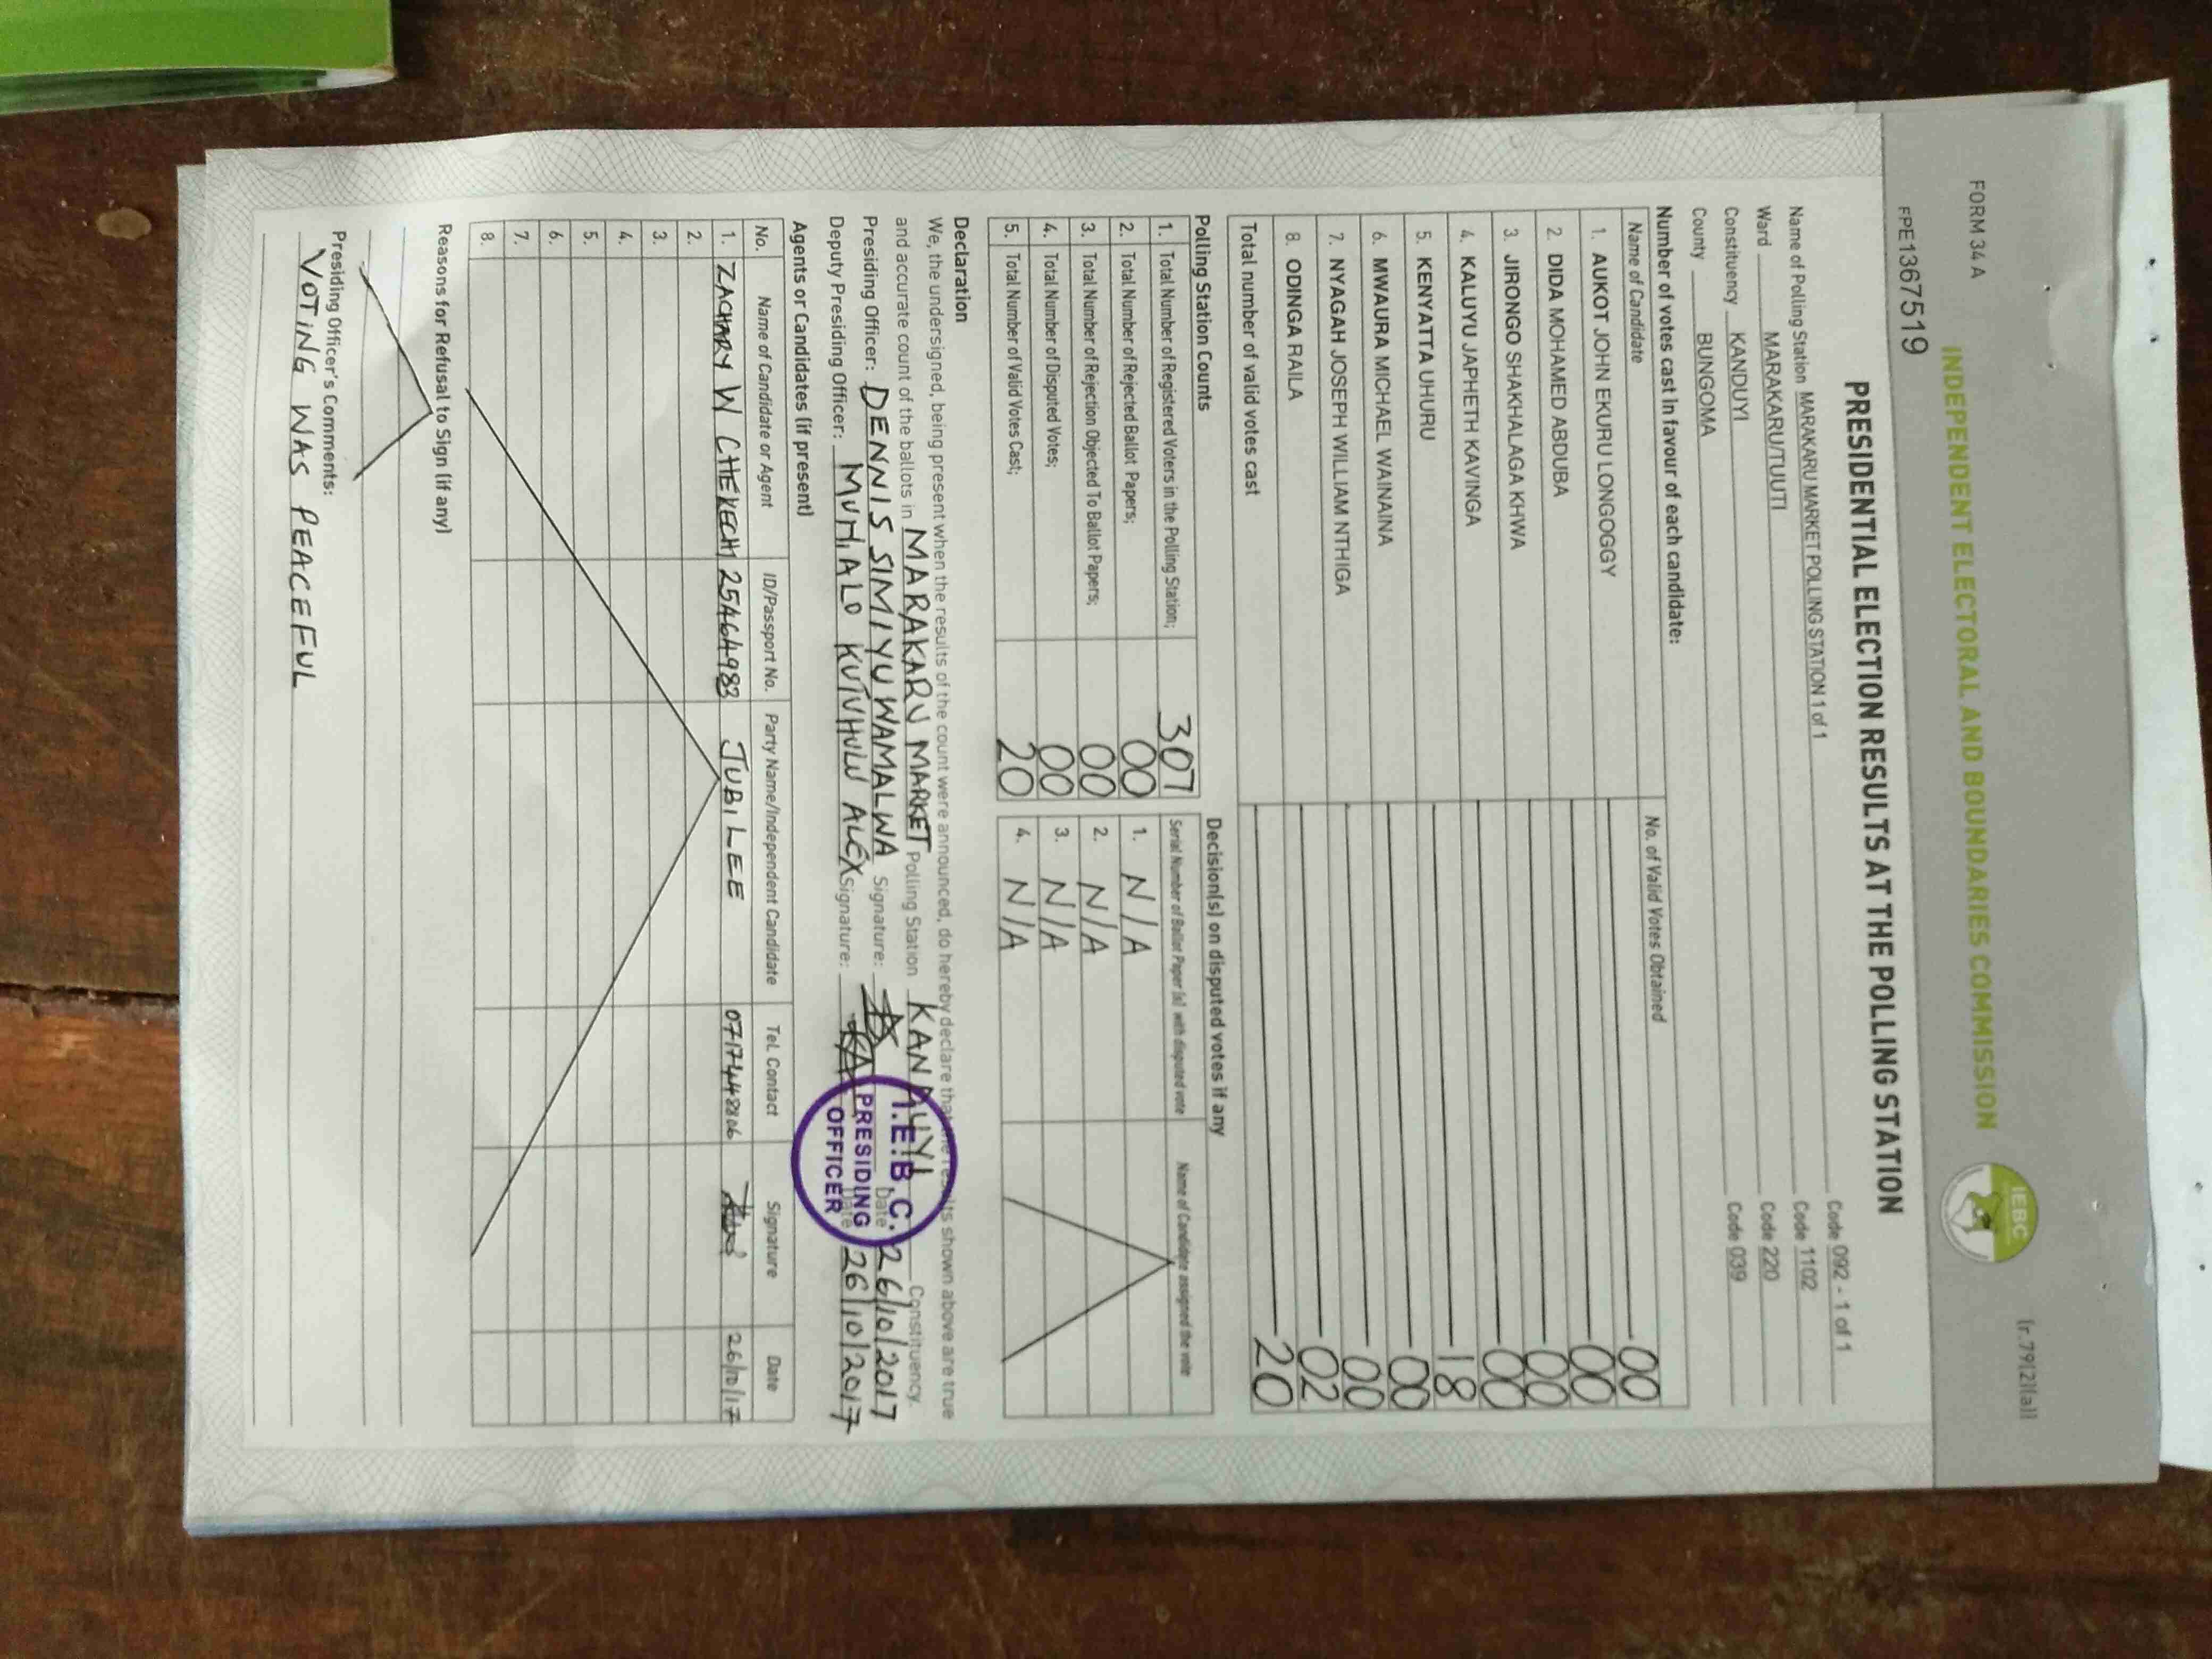 FORM 34 A
(r.79(2)(a))
INDEPENDENT ELECTORAL AND BOUNDARIES COMMISSION
IEBC
FPE1367519
PRESIDENTIAL ELECTION RESULTS AT THE POLLING STATION
Name of Polling Station MARAKARU MARKET POLLING STATION 1 of 1 Code 092 - 1 of 1
Ward MARAKARU/TUUTI Code 1102
Constituency KANDUYI Code 220
County BUNGOMA Code 039
Number of votes cast in favour of each candidate:
Name of Candidate No. of Valid Votes Obtained
1. AUKOT JOHN EKURU LONGOGGY 00
2. DIDA MOHAMED ABDUBA 00
3. JIRONGO SHAKHALAGA KHWA 00
4. KALUYU JAPHETH KAVINGA 00
5. KENYATTA UHURU 18
6. MWAURA MICHAEL WAINAINA 00
7. NYAGAH JOSEPH WILLIAM NTHIGA 00
8. ODINGA RAILA 02
Total number of valid votes cast 20
Polling Station Counts
1. Total Number of Registered Voters in the Polling Station; 307
2. Total Number of Rejected Ballot Papers; 00
3. Total Number of Rejection Objected To Ballot Papers; 00
4. Total Number of Disputed Votes; 00
5. Total Number of Valid Votes Cast; 20
Decision(s) on disputed votes if any
Serial Number of Ballot Paper (s) with disputed vote Name of Candidate assigned the vote
1. N/A
2. N/A
3. N/A
4. N/A
Declaration
We, the undersigned, being present when the results of the count were announced, do hereby declare that the results shown above are true
and accurate count of the ballots in MARAKARU MARKET Polling Station KANDUYI Constituency.
Presiding Officer: DENNIS SIMIYU WAMALWA Signature: Date 26/10/2017
Deputy Presiding Officer: MUHIALO KUTUHULU ALEX Signature: Date 26/10/2017
I.E.B.C.
PRESIDING
OFFICER
Agents or Candidates (if present)
No. Name of Candidate or Agent ID/Passport No. Party Name/Independent Candidate Tel. Contact Signature Date
1. ZACHARY W JUBILEE 26/10/17
2.
3.
4.
5.
6.
7.
8.
Reasons for Refusal to Sign (if any)
Presiding Officer's Comments:
VOTING WAS PEACEFUL